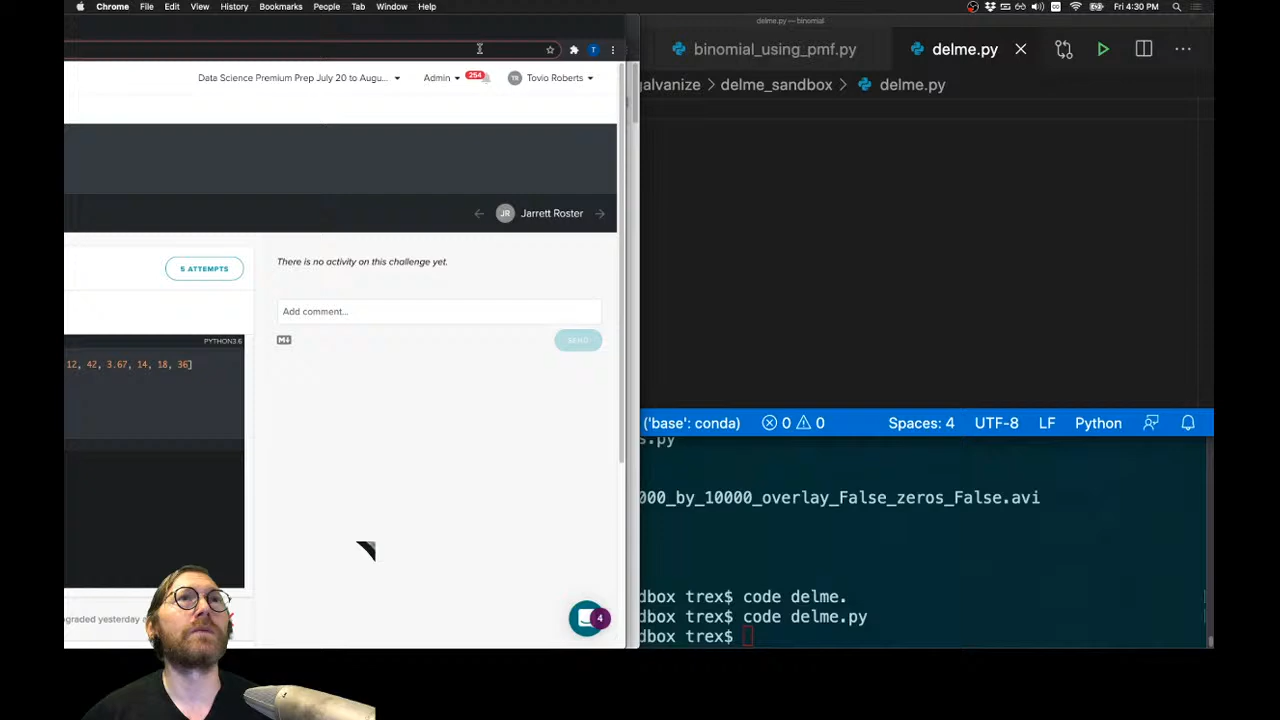 Chrome File Edit View History Bookmarks People Tab Window Help
Fri 4:30 PM
delme.py — binomial
binomial_using_pmf.py
delme.py
alvanize > delme_sandbox > delme.py
Data Science Premium Prep July 20 to Augu...
Admin
254
TR
Tovio Roberts
T
JR
Jarrett Roster
5 ATTEMPTS
There is no activity on this challenge yet.
Add comment...
SEND
PYTHON3.6
12, 42, 3.67, 14, 18, 36]
graded yesterday a
4
('base': conda) 0 0 Spaces: 4 UTF-8 LF Python
s.py
000_by_10000_overlay_False_zeros_False.avi
dbox trex$ code delme.
dbox trex$ code delme.py
dbox trex$